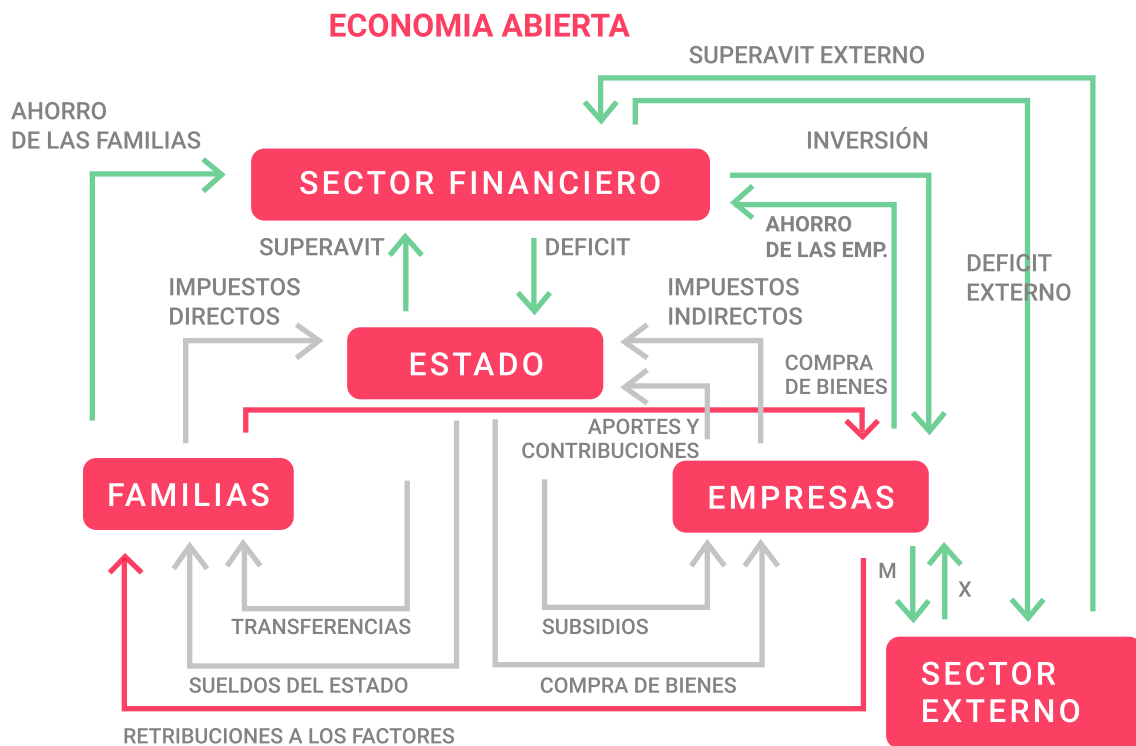 ECONOMIA ABIERTA
SUPERAVIT EXTERNO
AHORRO
DE LAS FAMILIAS
INVERSIÓN
SECTOR FINANCIERO
AHORRO
DE LAS EMP.
SUPERAVIT
DEFICIT
DEFICIT
EXTERNO
IMPUESTOS
DIRECTOS
IMPUESTOS
INDIRECTOS
ESTADO
COMPRA
DE BIENES
APORTES Y
CONTRIBUCIONES
FAMILIAS
EMPRESAS
M
X
TRANSFERENCIAS
SUBSIDIOS
SUELDOS DEL ESTADO
COMPRA DE BIENES
SECTOR
EXTERNO
RETRIBUCIONES A LOS FACTORES